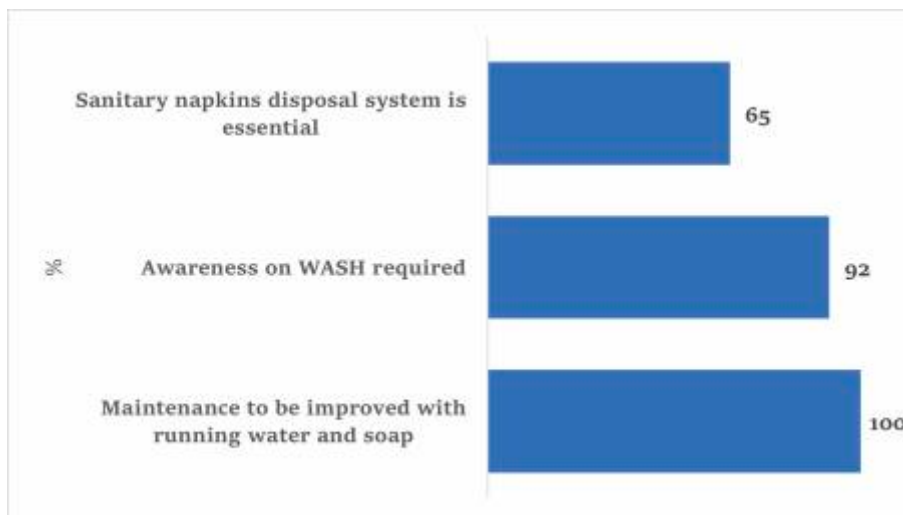 Sanitary napkins disposal system is
essential
65
%
Awareness on WASH required
92
Maintenance to be improved with
running water and soap
100